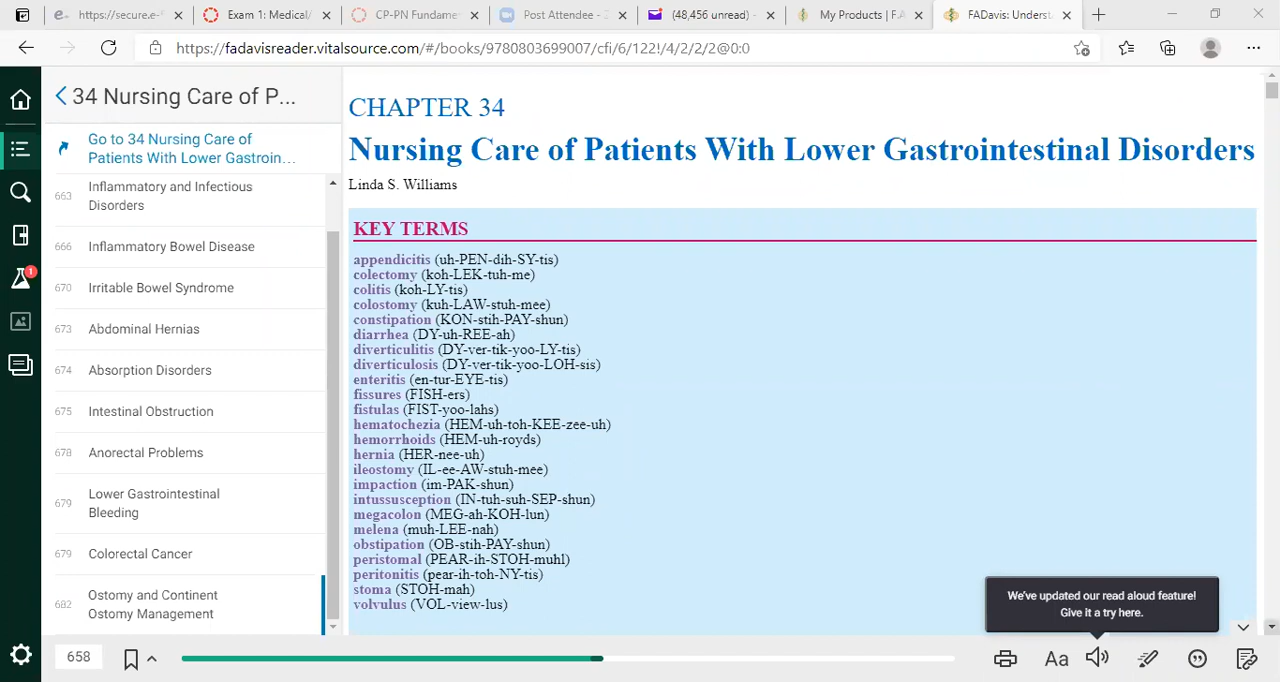 https://secure.e-
Exam 1: Medical/
CP-PN Fundame
Post Attendee - 2
(48,456 unread) -
My Products | F.A
FADavis: Underst
https://fadavisreader.vitalsource.com/#/books/9780803699007/cfi/6/122!/4/2/2/2@0:0
34 Nursing Care of P...
Go to 34 Nursing Care of
Patients With Lower Gastroin...
663 Inflammatory and Infectious
Disorders
666 Inflammatory Bowel Disease
670 Irritable Bowel Syndrome
673 Abdominal Hernias
674 Absorption Disorders
675 Intestinal Obstruction
678 Anorectal Problems
679 Lower Gastrointestinal
Bleeding
679 Colorectal Cancer
682 Ostomy and Continent
Ostomy Management
1
CHAPTER 34
Nursing Care of Patients With Lower Gastrointestinal Disorders
Linda S. Williams
KEY TERMS
appendicitis (uh-PEN-dih-SY-tis)
colectomy (koh-LEK-tuh-me)
colitis (koh-LY-tis)
colostomy (kuh-LAW-stuh-mee)
constipation (KON-stih-PAY-shun)
diarrhea (DY-uh-REE-ah)
diverticulitis (DY-ver-tik-yoo-LY-tis)
diverticulosis (DY-ver-tik-yoo-LOH-sis)
enteritis (en-tur-EYE-tis)
fissures (FISH-ers)
fistulas (FIST-yoo-lahs)
hematochezia (HEM-uh-toh-KEE-zee-uh)
hemorrhoids (HEM-uh-royds)
hernia (HER-nee-uh)
ileostomy (IL-ee-AW-stuh-mee)
impaction (im-PAK-shun)
intussusception (IN-tuh-suh-SEP-shun)
megacolon (MEG-ah-KOH-lun)
melena (muh-LEE-nah)
obstipation (OB-stih-PAY-shun)
peristomal (PEAR-ih-STOH-muhl)
peritonitis (pear-ih-toh-NY-tis)
stoma (STOH-mah)
volvulus (VOL-view-lus)
We've updated our read aloud feature!
Give it a try here.
658
Aa